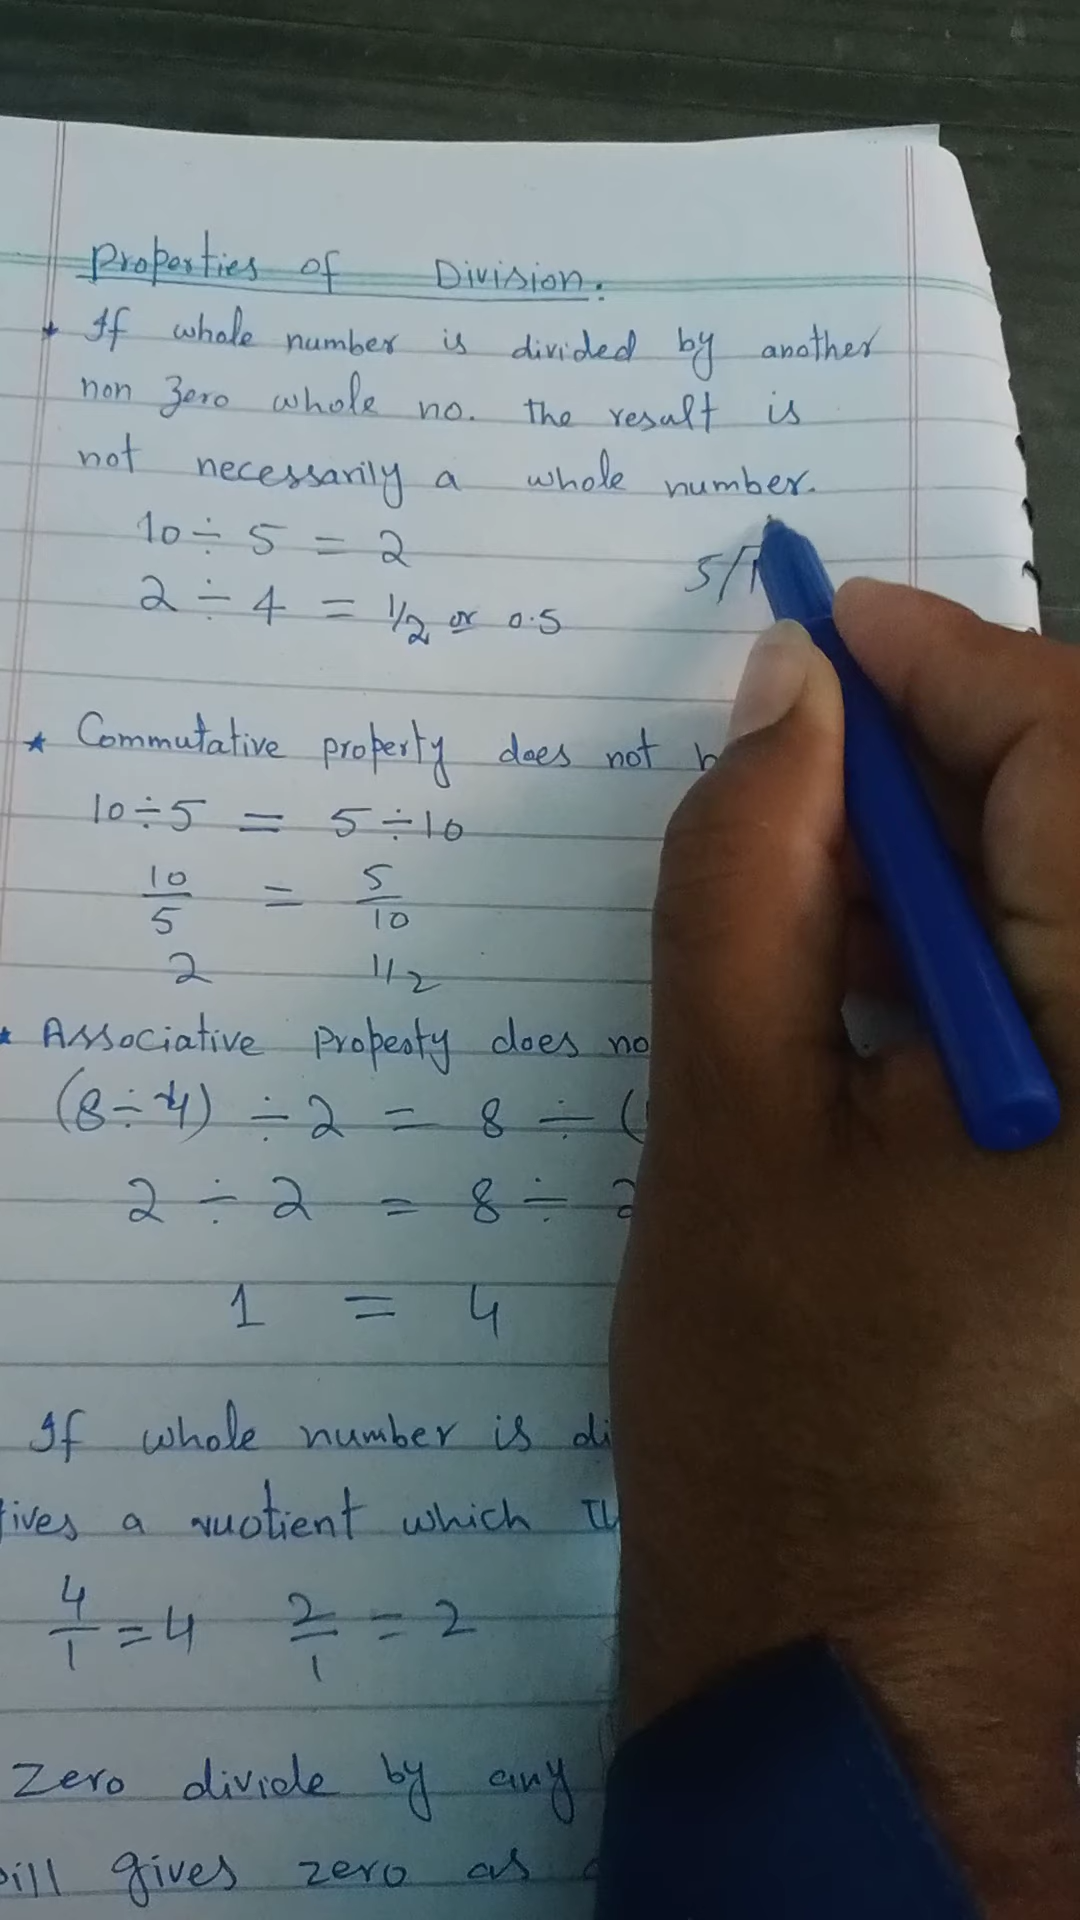 Properties of Division.
* If whole number is divided by another
non zero whole no. the result is
not necessarily a whole number.
10 ÷ 5 = 2
5/
2 ÷ 4 = 1/2 or 0.5
* Commutative property does not
10÷5 = 5÷10
10/5 = 5/10
2 1/2
* Associative property does
(8÷4) ÷2 = 8 ÷ (
2 ÷ 2 = 8 ÷ 2
1 = 4
If whole number is
a quotient which
4/1 = 4 2/1 = 2
Zero divide by any
gives zero as